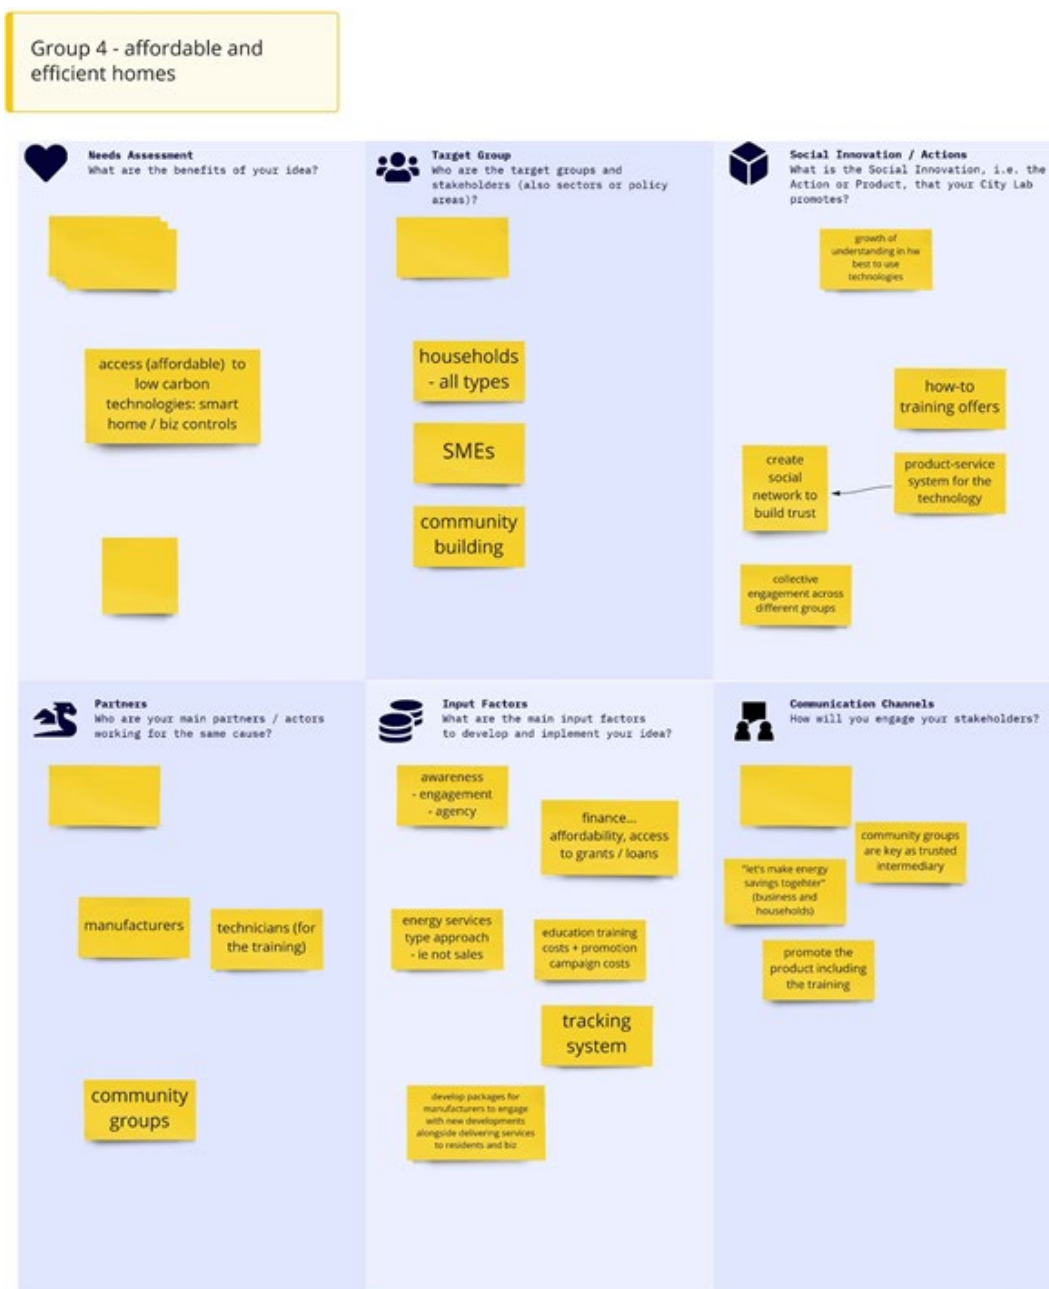 Group 4 - affordable and
efficient homes
Needs Assessment
What are the benefits of your idea?
access (affordable) to
low carbon
technologies: smart
home / biz controls
Target Group
Who are the target groups and
stakeholders (also sectors or policy
areas)?
households
- all types
SMEs
community
building
Social Innovation / Actions
What is the Social Innovation, i.e. the
Action or Product, that your City Lab
promotes?
growth of
understanding in hw
best to use
technologies
how-to
training offers
create
social
network to
build trust
product-service
system for the
technology
collective
engagement across
different groups
Partners
Who are your main partners / actors
working for the same cause?
manufacturers
technicians (for
the training)
community
groups
Input Factors
What are the main input factors
to develop and implement your idea?
awareness
- engagement
- agency
finance...
affordability, access
to grants / loans
energy services
type approach
- ie not sales
education training
costs + promotion
campaign costs
tracking
system
develop packages for
manufacturers to engage
with new developments
alongside delivering services
to residents and biz
Communication Channels
How will you engage your stakeholders?
community groups
are key as trusted
intermediary
"let's make energy
savings togehter"
(business and
households)
promote the
product including
the training